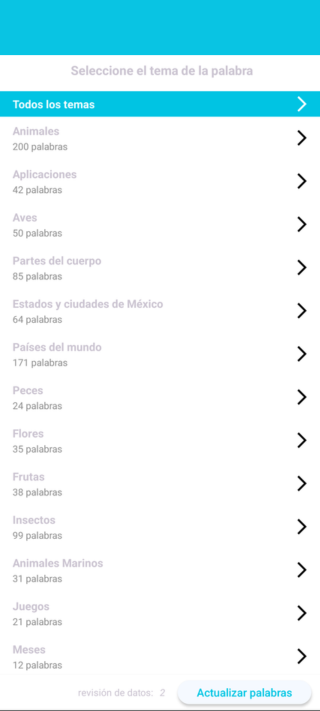 Seleccione el tema de la palabra
Todos los temas
Animales
200 palabras
Aplicaciones
42 palabras
Aves
50 palabras
Partes del cuerpo
85 palabras
Estados y ciudades de México
64 palabras
Países del mundo
171 palabras
Peces
24 palabras
Flores
35 palabras
Frutas
38 palabras
Insectos
99 palabras
Animales Marinos
31 palabras
Juegos
21 palabras
Meses
12 palabras
revisión de datos: 2
Actualizar palabras